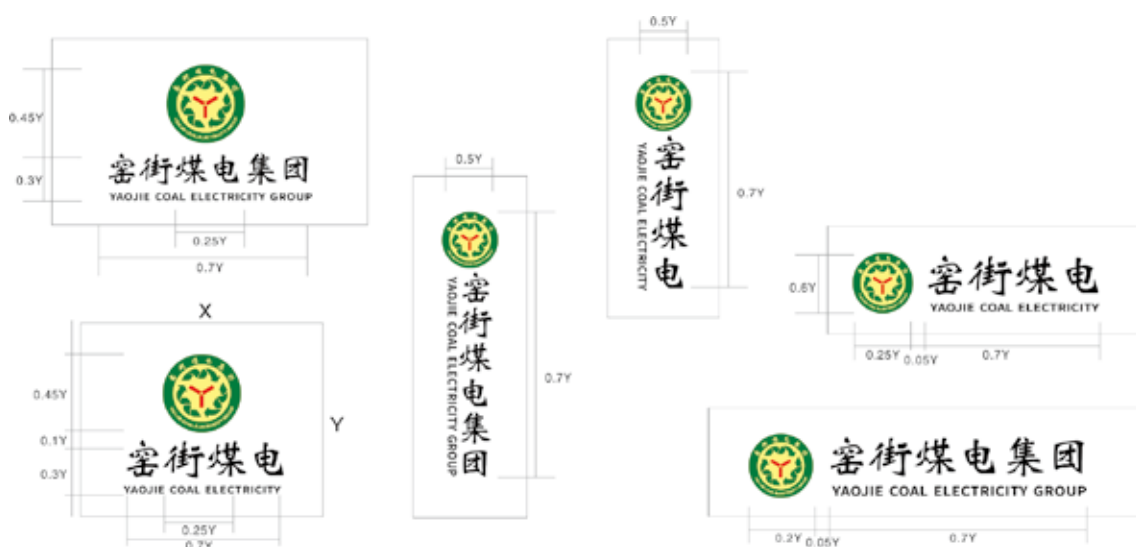 0.45Y
0.3Y
窑街煤电集团
YAOJIE COAL ELECTRICITY GROUP
0.25Y
0.7Y
X
Y
0.45Y
0.1Y
0.3Y
窑街煤电
YAOJIE COAL ELECTRICITY
0.25Y
0.7Y
0.5Y
窑街煤电集团
YAOJIE COAL ELECTRICITY GROUP
0.7Y
0.5Y
窑街煤电
YAOJIE COAL ELECTRICITY
0.7Y
0.6Y
窑街煤电
YAOJIE COAL ELECTRICITY
0.25Y
0.05Y
0.7Y
窑街煤电集团
YAOJIE COAL ELECTRICITY GROUP
0.2Y
0.05Y
0.7Y